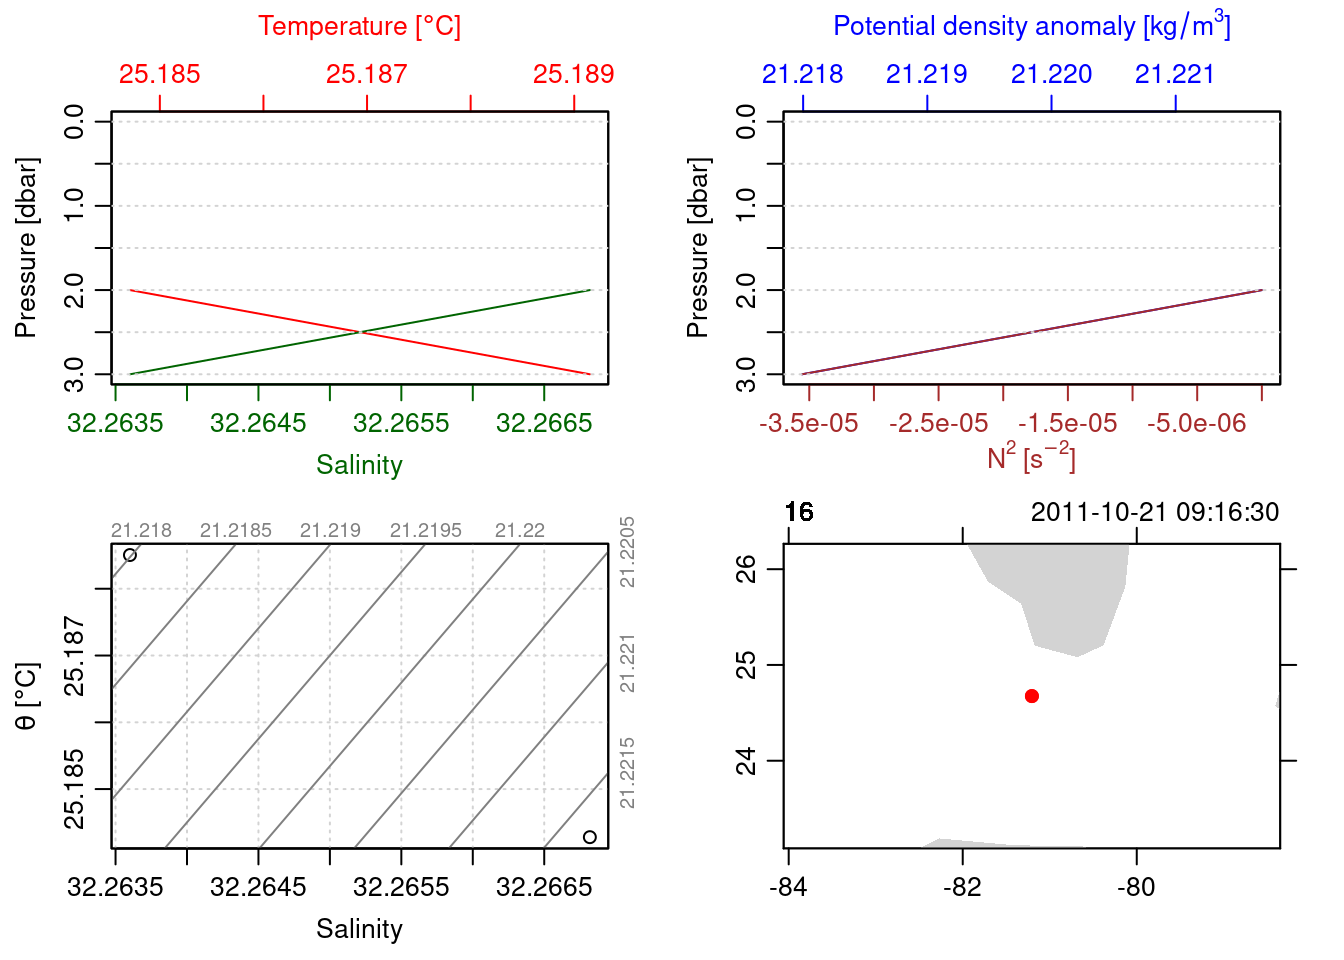 Temperature [°C]
25.185 25.187 25.189
Pressure [dbar]
0.0 1.0 2.0 3.0
32.2635 32.2645 32.2655 32.2665
Salinity
Potential density anomaly [kg/m³]
21.218 21.219 21.220 21.221
Pressure [dbar]
0.0 1.0 2.0 3.0
-3.5e-05 -2.5e-05 -1.5e-05 -5.0e-06
N² [s⁻²]
21.218 21.2185 21.219 21.2195 21.22
21.2205
21.221
21.2215
θ [°C]
25.187
25.185
32.2635 32.2645 32.2655 32.2665
Salinity
16 2011-10-21 09:16:30
26
25
24
-84 -82 -80